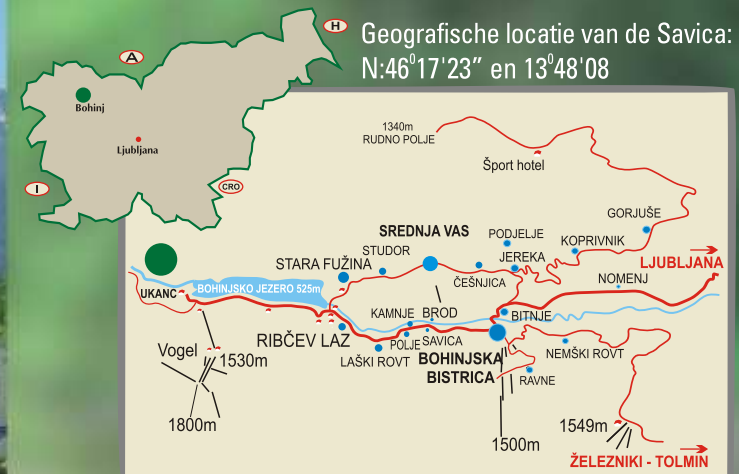 H
A
Geografische locatie van de Savica:
N:46⁰17'23” en 13⁰48'08
Bohinj
Ljubljana
I
CRO
1340m
RUDNO POLJE
Šport hotel
GORJUŠE
SREDNJA VAS
PODJELJE
KOPRIVNIK
STUDOR
JEREKA
LJUBLJANA
STARA FUŽINA
ČEŠNJICA
NOMENJ
UKANC
BOHINJSKO JEZERO 525m
KAMNJE
BROD
BITNJE
RIBČEV LAZ
POLJE
SAVICA
Vogel
1530m
LAŠKI ROVT
BOHINJSKA
BISTRICA
NEMŠKI ROVT
RAVNE
1800m
1549m
1500m
ŽELEZNIKI - TOLMIN